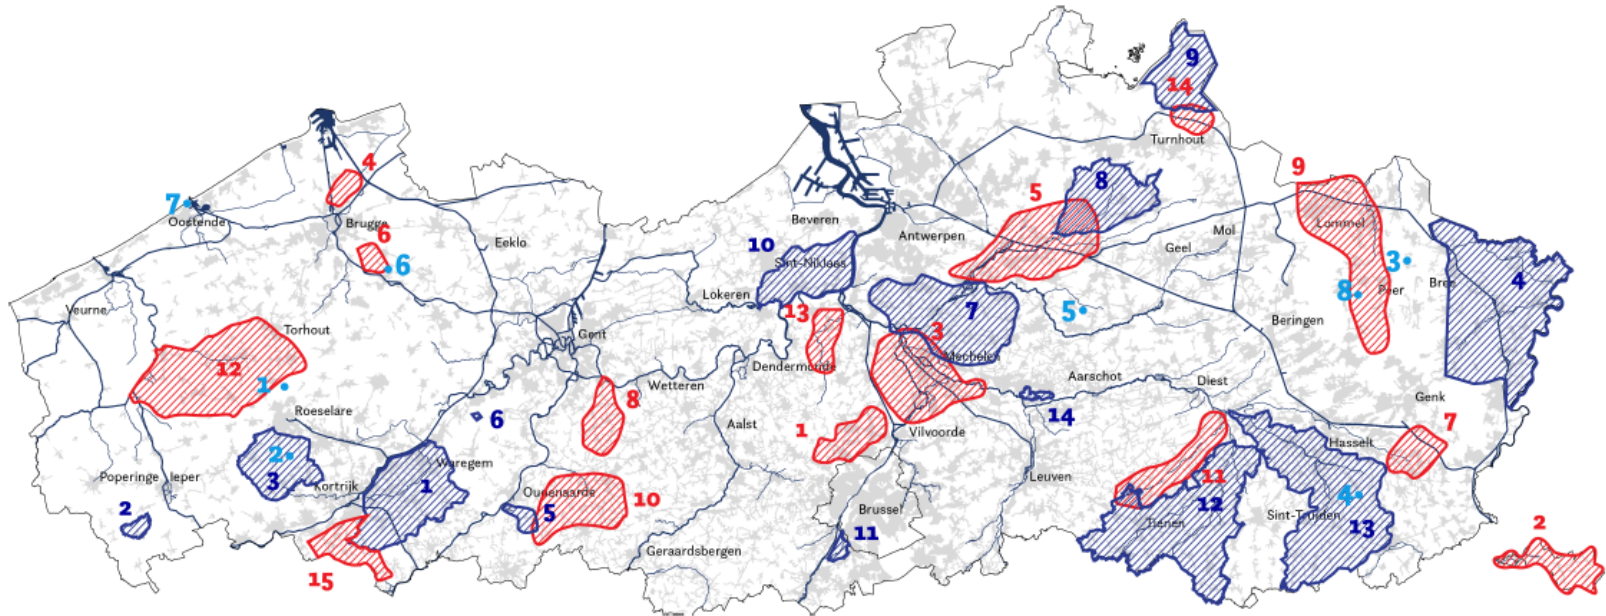 9
14
Turnhout
4
9
8
5
7
Oostende
Brugge
Beveren
Lommel
6
Eeklo
10
Antwerpen
Mol
Geel
6
Sint-Niklaas
3
4
Lokeren
8
Peer
Bree
Veurne
13
7
5
Beringen
Torhout
Gent
3
Mechelen
12
Dendermonde
1
Wetteren
Aarschot
Diest
8
Genk
Roeselare
6
Aalst
14
1
Vilvoorde
7
Hasselt
2
Waregem
Poperinge
Ieper
3
Kortrijk
1
Leuven
11
Oudenaarde
10
4
2
5
Brussel
12
Sint-Truiden
Tienen
13
11
2
Geraardsbergen
15